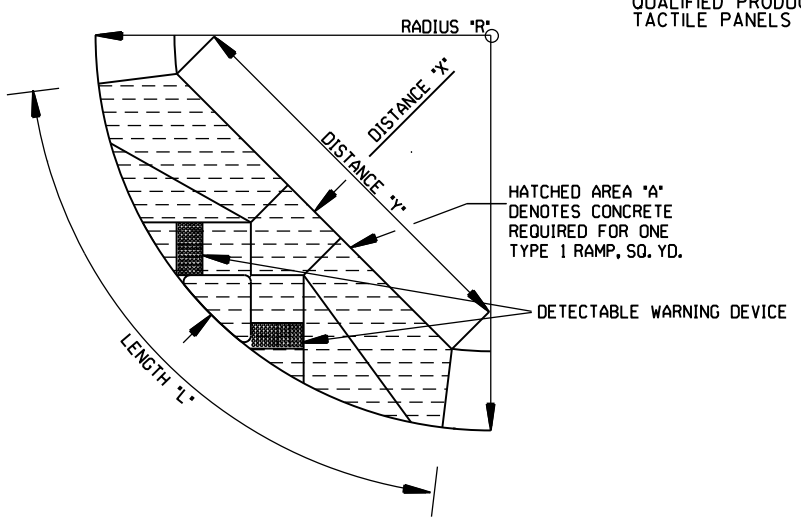 QUALIFIED PRODUC
TACTILE PANELS
RADIUS "R"
DISTANCE "X"
DISTANCE "Y"
HATCHED AREA "A"
DENOTES CONCRETE
REQUIRED FOR ONE
TYPE 1 RAMP, SQ. YD.
DETECTABLE WARNING DEVICE
LENGTH "L"